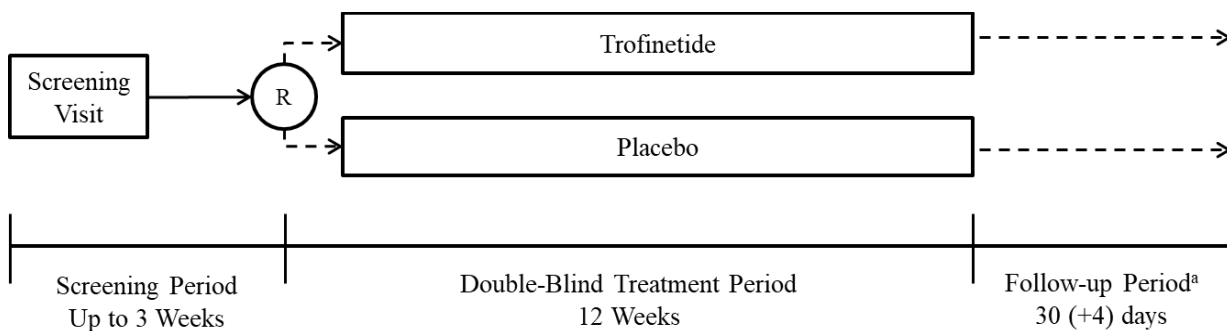 Trofinetide
Screening
Visit
R
Placebo
Screening Period
Up to 3 Weeks
Double-Blind Treatment Period
12 Weeks
Follow-up Periodᵃ
30 (+4) days